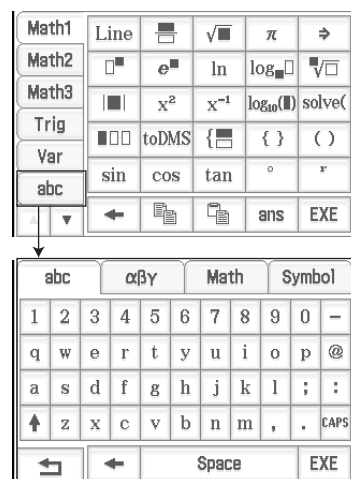 Math1 Line √■ π ⇒
Math2 □■ e■ ln log■□ ■√□
Math3 |■| x² x⁻¹ log₁₀(■) solve(
Trig ■□□ toDMS { { } ( )
Var sin cos tan ° r
abc
▲ ▼ ← ans EXE
abc αβγ Math Symbol
1 2 3 4 5 6 7 8 9 0 −
q w e r t y u i o p @
a s d f g h j k l ; :
↑ z x c v b n m , . CAPS
← Space EXE